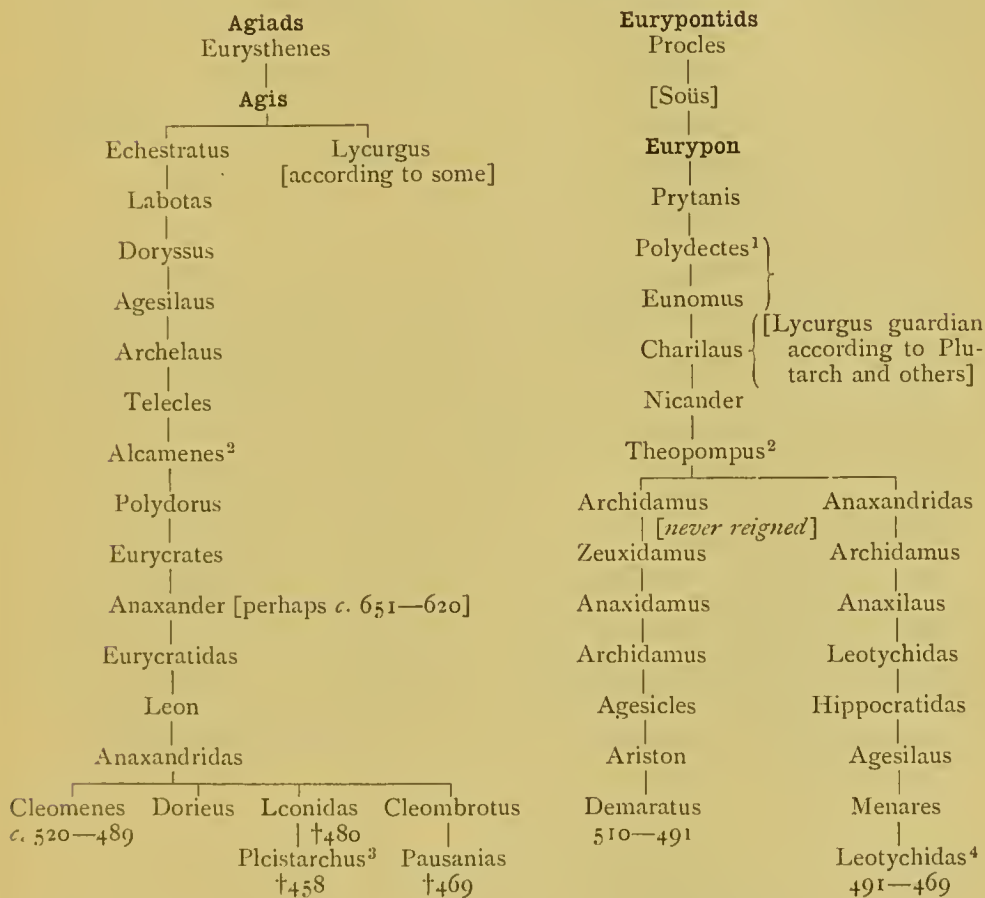 Agiads
Eurysthenes
Agis
Echestratus Lycurgus
[according to some]
Labotas
Doryssus
Agesilaus
Archelaus
Telecles
Alcamenes²
Polydorus
Eurycrates
Anaxander [perhaps c. 651—620]
Eurycratidas
Leon
Anaxandridas
Cleomenes Dorieus Leonidas Cleombrotus
c. 520—489 †480
Pleistarchus³ Pausanias
†458 †469
Eurypontids
Procles
[Soüs]
Eurypon
Prytanis
Polydectes¹
Eunomus
Charilaus [Lycurgus guardian
according to Plu-
tarch and others]
Nicander
Theopompus²
Archidamus Anaxandridas
[never reigned]
Zeuxidamus Archidamus
Anaxidamus Anaxilaus
Archidamus Leotychidas
Agesicles Hippocratidas
Ariston Agesilaus
Demaratus Menares
510—491
Leotychidas⁴
491—469